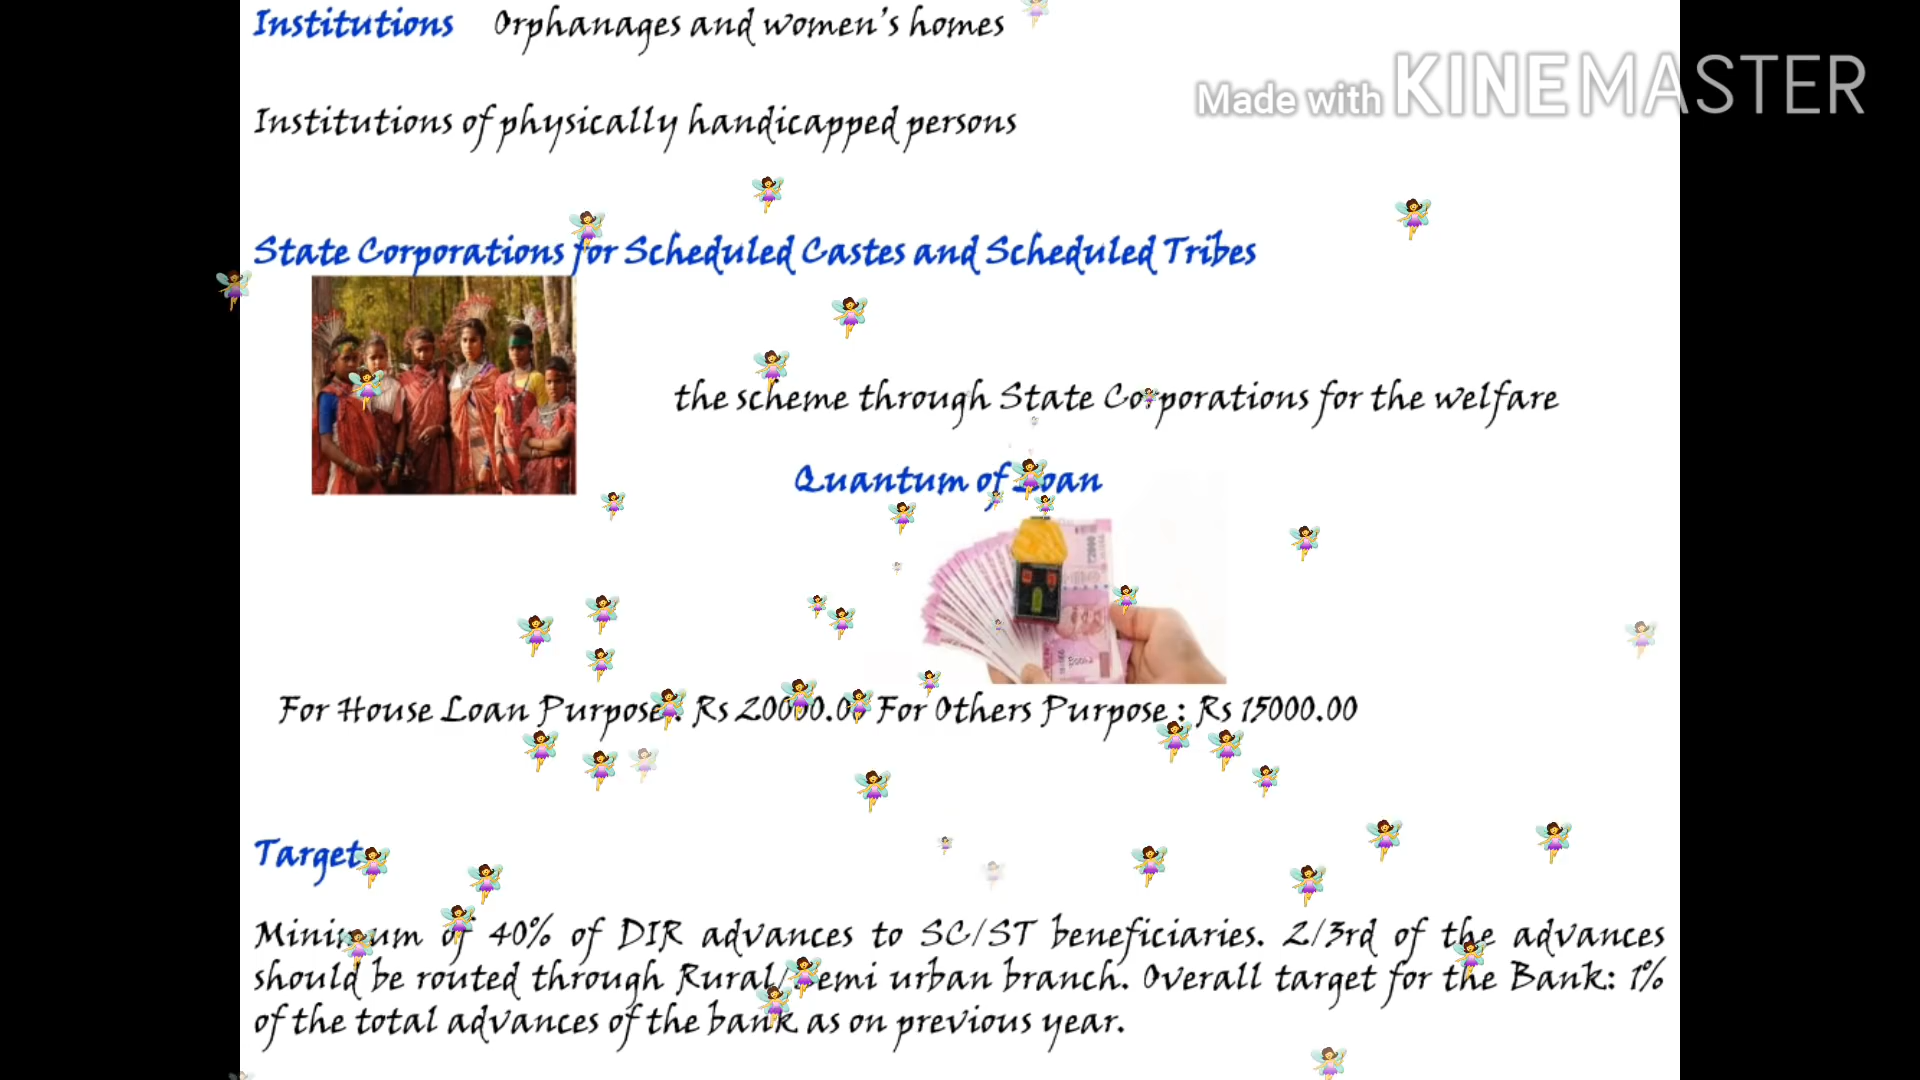 Institutions Orphanages and women's homes
Made with KINEMASTER
Institutions of physically handicapped persons
State Corporations for Scheduled Castes and Scheduled Tribes
the scheme through State Corporations for the welfare
Quantum of Loan
For House Loan Purpose : Rs 20000.00 For Others Purpose : Rs 15000.00
Target
Minimum of 40% of DIR advances to SC/ST beneficiaries. 2/3rd of the advances
should be routed through Rural/Semi urban branch. Overall target for the Bank: 1%
of the total advances of the bank as on previous year.